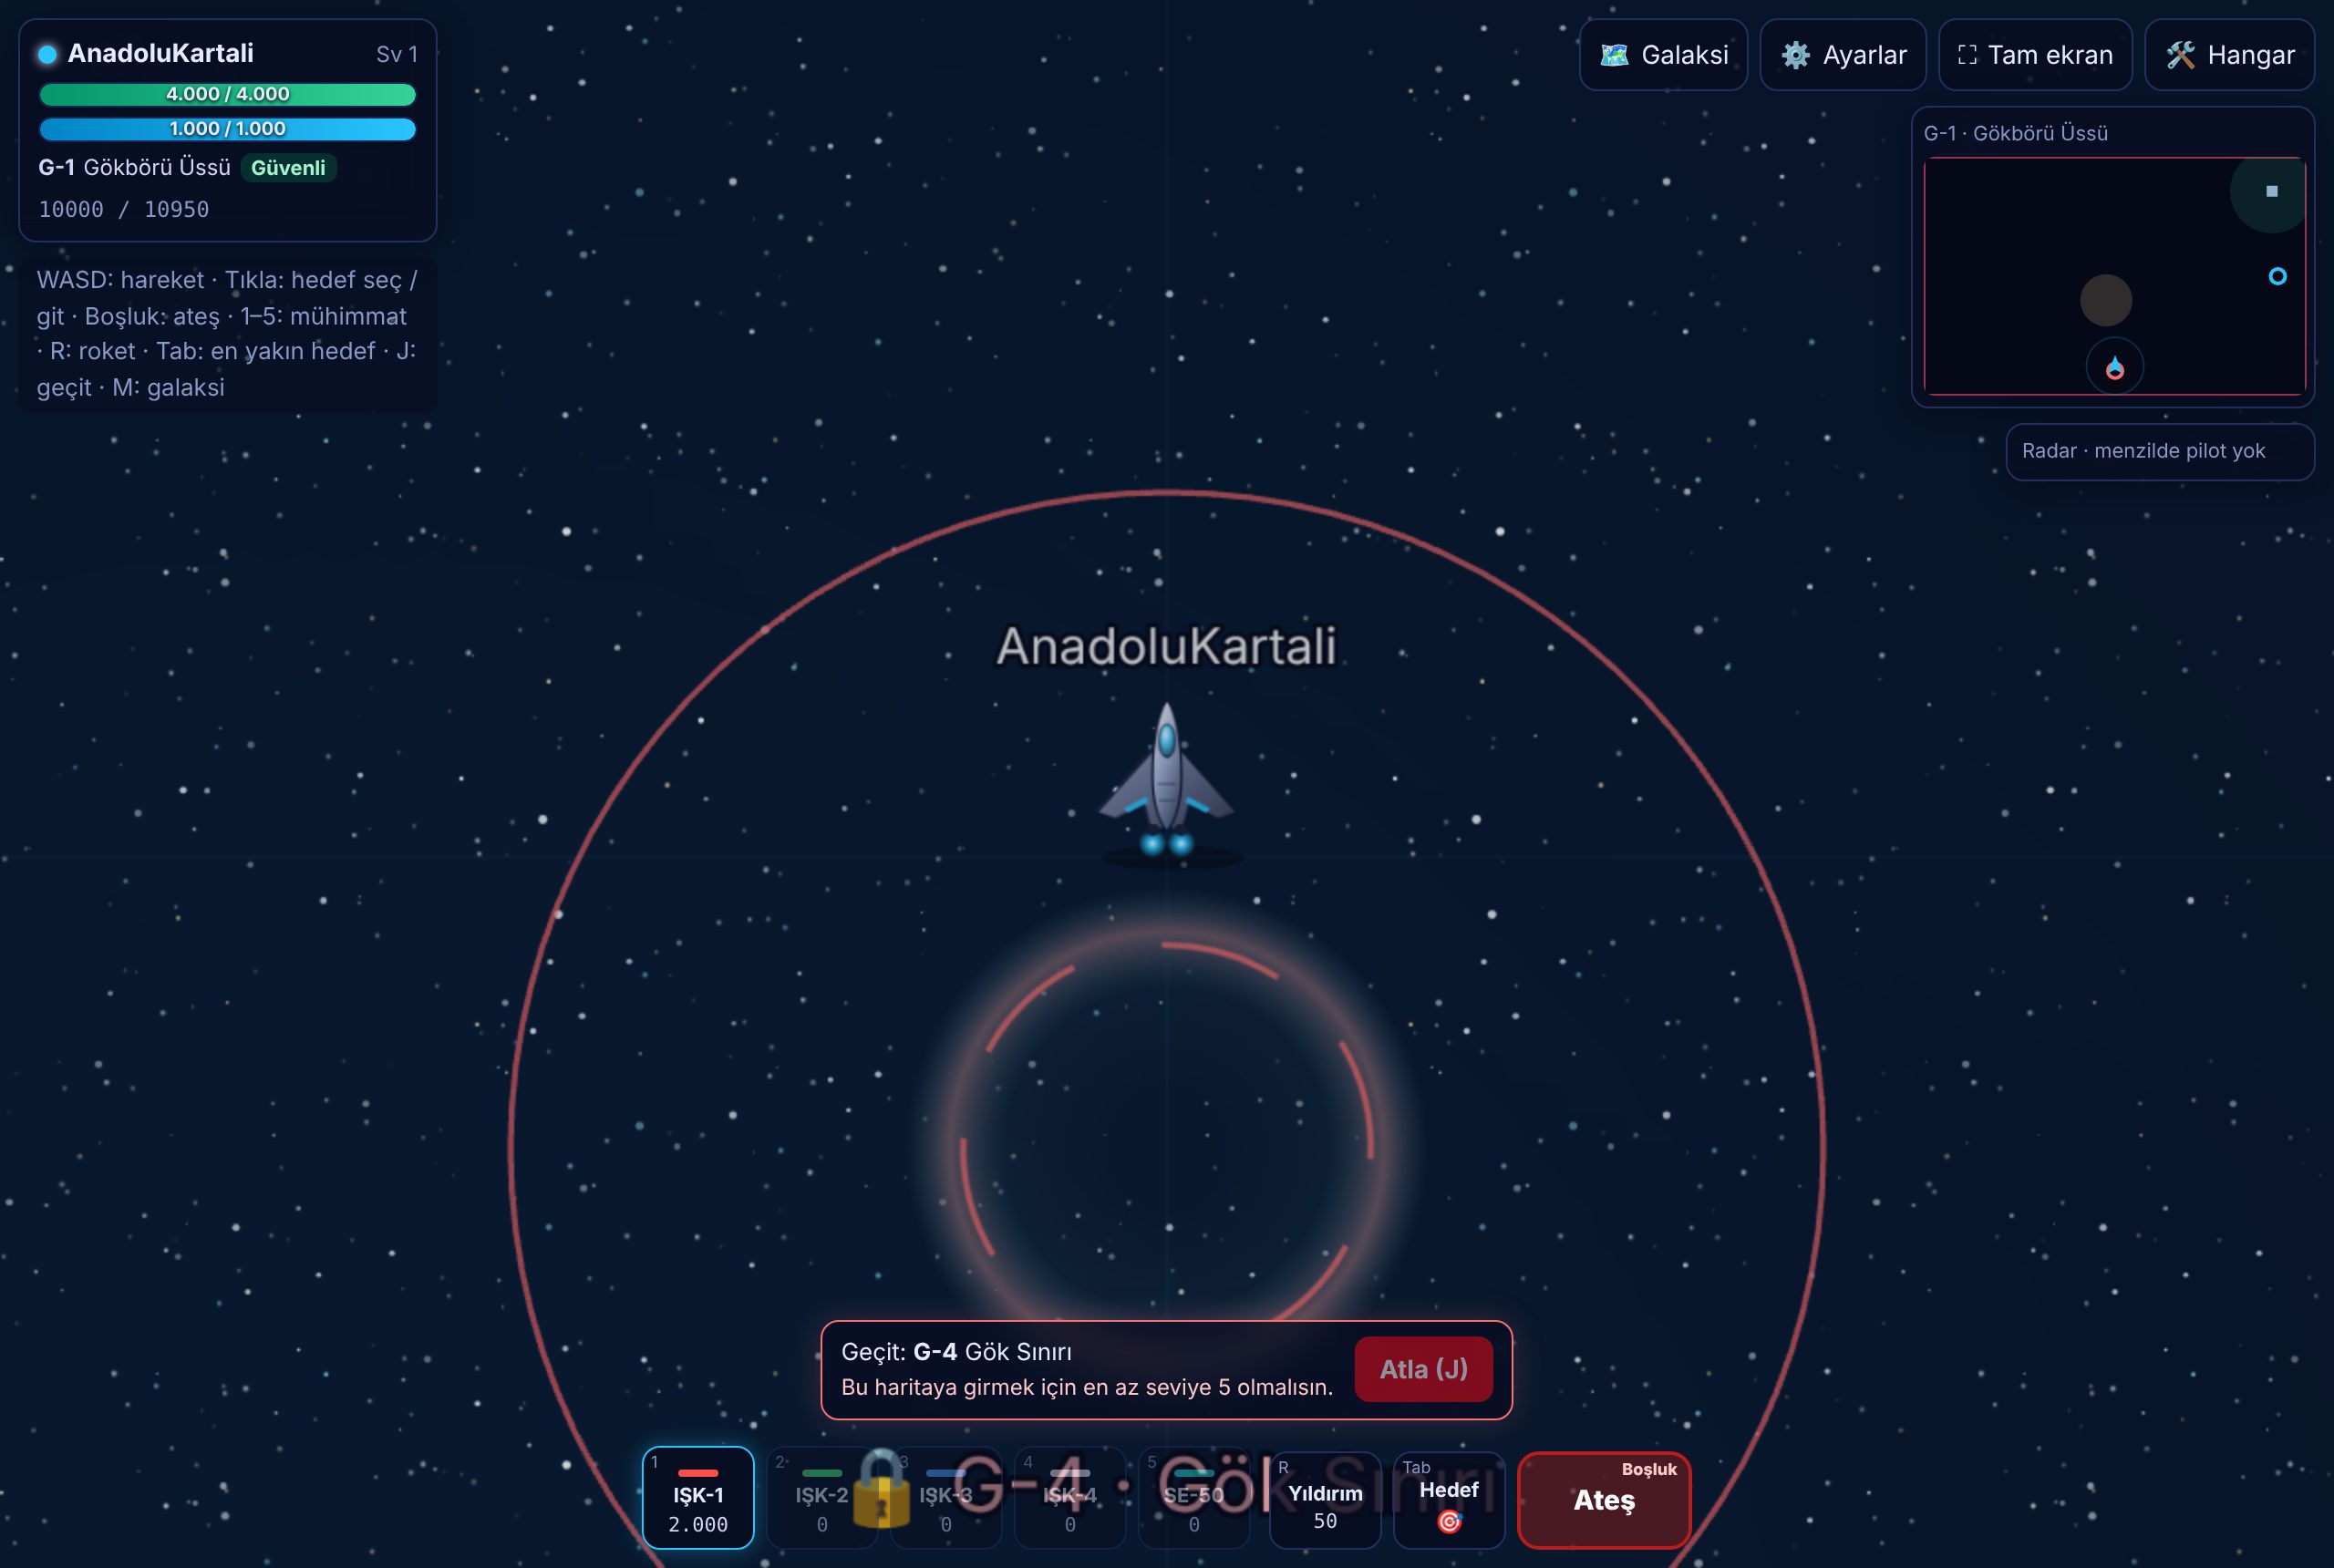 AnadoluKartali Sv 1
4.000 / 4.000
1.000 / 1.000
G-1 Gökbörü Üssü Güvenli
10000 / 10950
WASD: hareket · Tıkla: hedef seç /
git · Boşluk: ateş · 1–5: mühimmat
· R: roket · Tab: en yakın hedef · J:
geçit · M: galaksi
Galaksi
Ayarlar
Tam ekran
Hangar
G-1 · Gökbörü Üssü
Radar · menzilde pilot yok
AnadoluKartali
Geçit: G-4 Gök Sınırı
Bu haritaya girmek için en az seviye 5 olmalısın.
Atla (J)
G-4 · Gök Sınırı
1
IŞK-1
2.000
2
IŞK-2
0
3
IŞK-3
0
4
IŞK-4
0
5
SE-50
0
R
Yıldırım
50
Tab
Hedef
Boşluk
Ateş